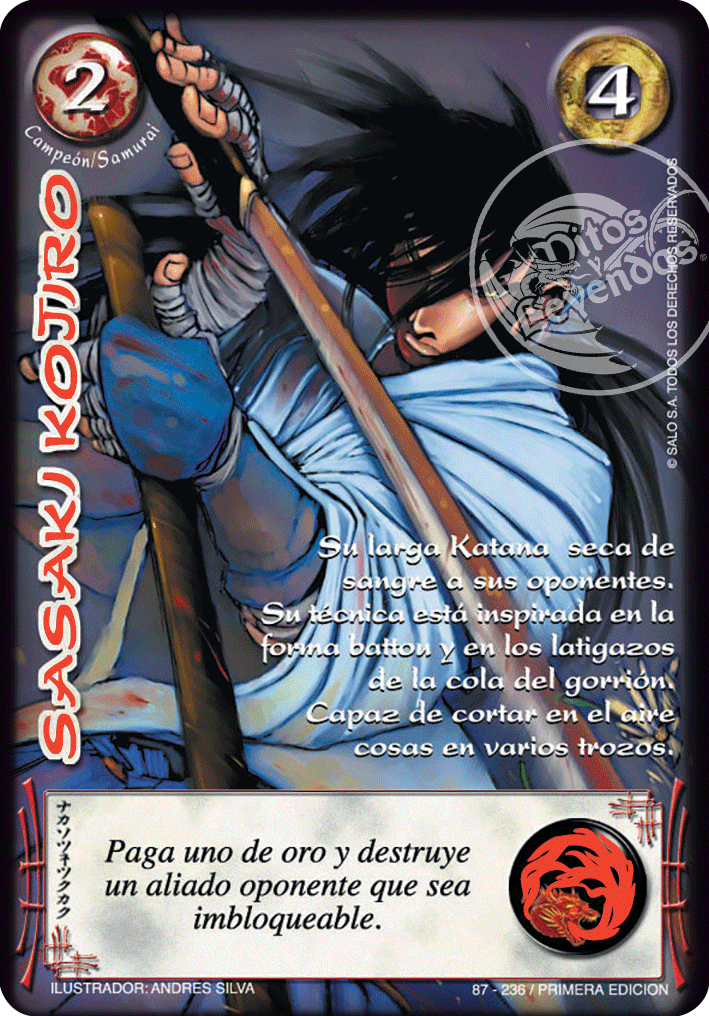 2
4
Campeón/Samurai
SASAKI KOJIRO
Mitos
y
Leyendas
®
© SALO S.A. TODOS LOS DERECHOS RESERVADOS
Su larga Katana seca de
sangre a sus oponentes.
Su técnica está inspirada en la
forma battou y en los latigazos
de la cola del gorrión.
Capaz de cortar en el aire
cosas en varios trozos.
ナカソツネツクカク
Paga uno de oro y destruye
un aliado oponente que sea
imbloqueable.
ILUSTRADOR: ANDRES SILVA
87 - 236 / PRIMERA EDICION